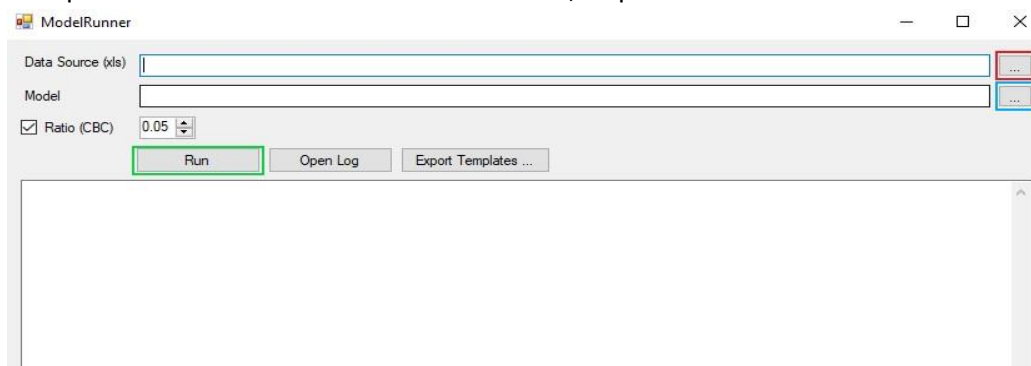 ModelRunner
Data Source (xls)
...
Model
...
Ratio (CBC) 0.05
Run Open Log Export Templates ...